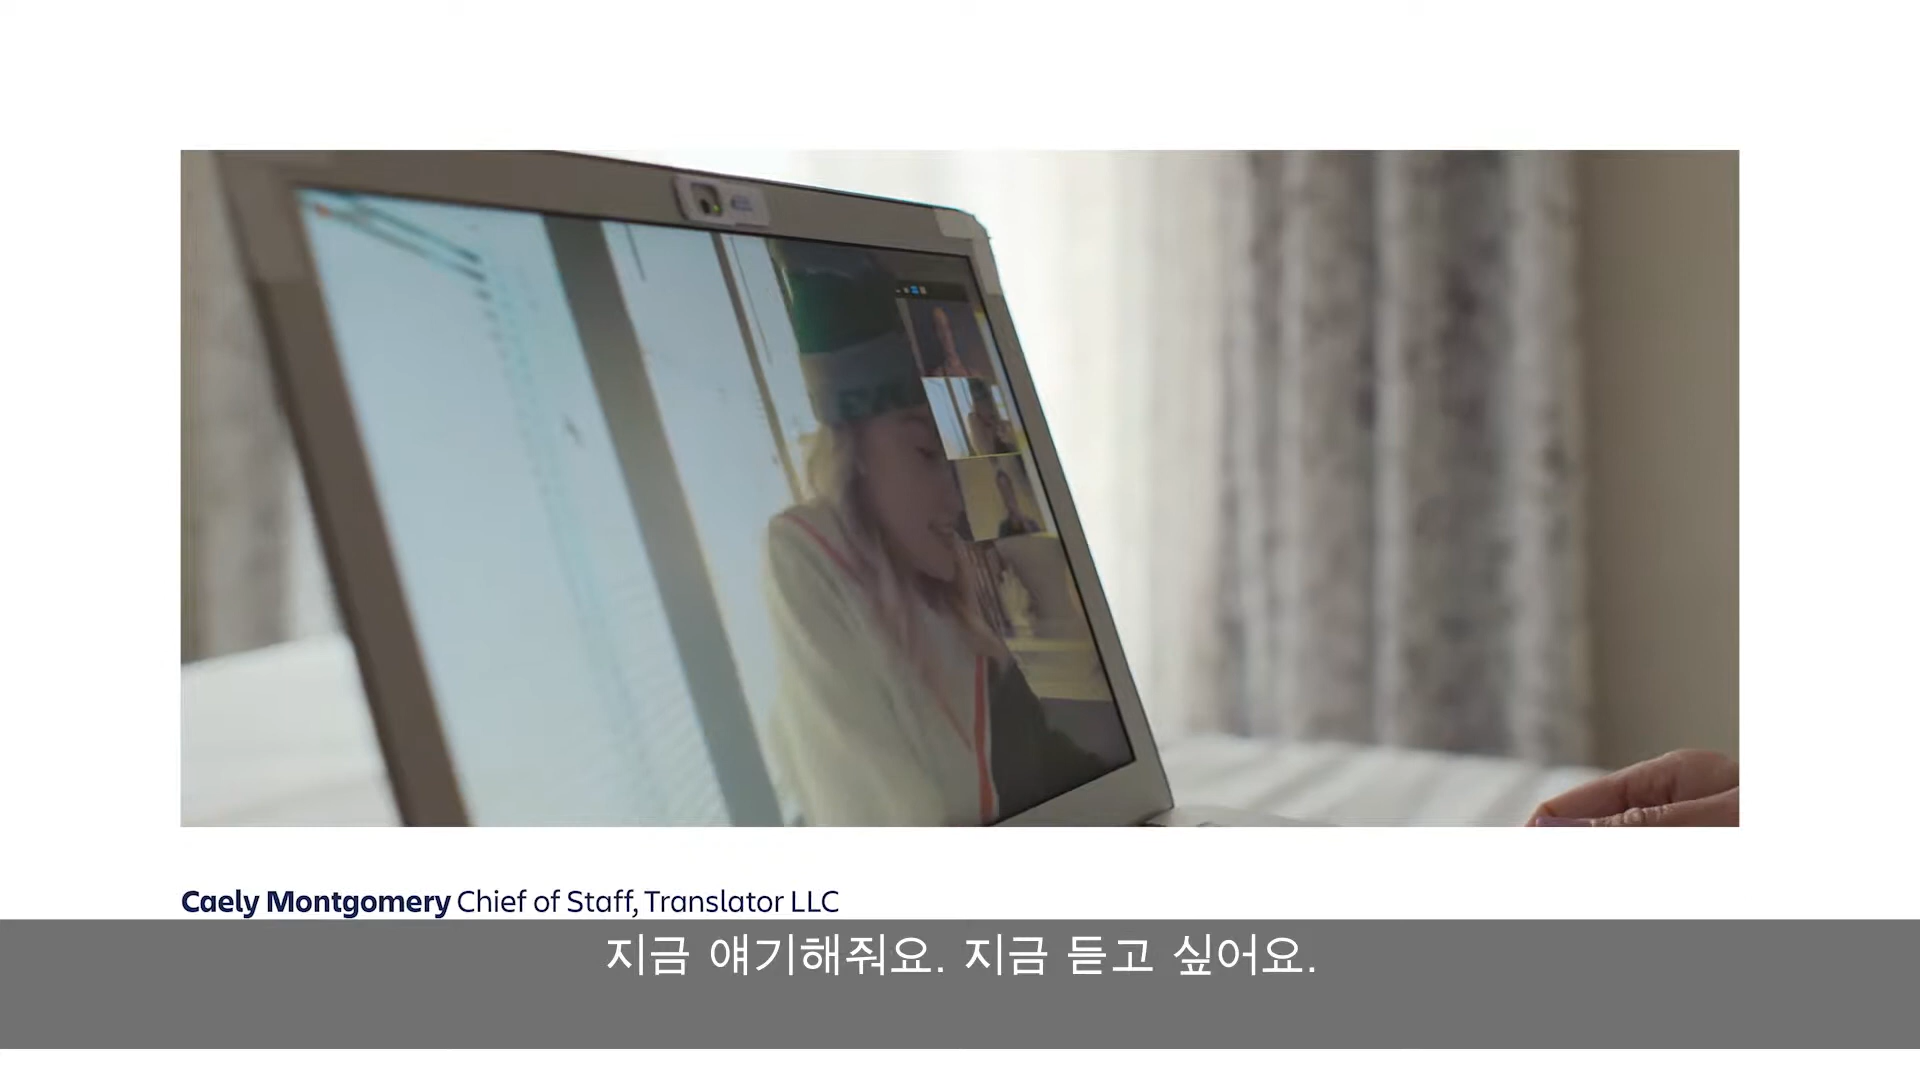 Caely Montgomery Chief of Staff, Translator LLC
지금 얘기해줘요. 지금 듣고 싶어요.